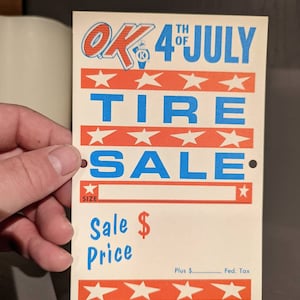 OK 4TH OF JULY
TIRE
SALE
SIZE
Sale $
Price
Plus $ Fed. Tax